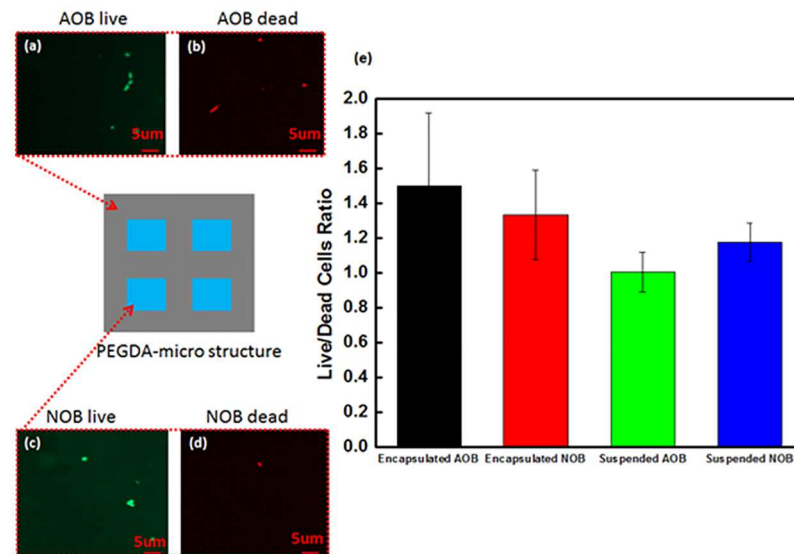 AOB live
AOB dead
(a)
(b)
5um
5um
PEGDA-micro structure
NOB live
NOB dead
(c)
(d)
5um
5um
(e)
Live/Dead Cells Ratio
2.0
1.8
1.6
1.4
1.2
1.0
0.8
0.6
0.4
0.2
0.0
Encapsulated AOB
Encapsulated NOB
Suspended AOB
Suspended NOB